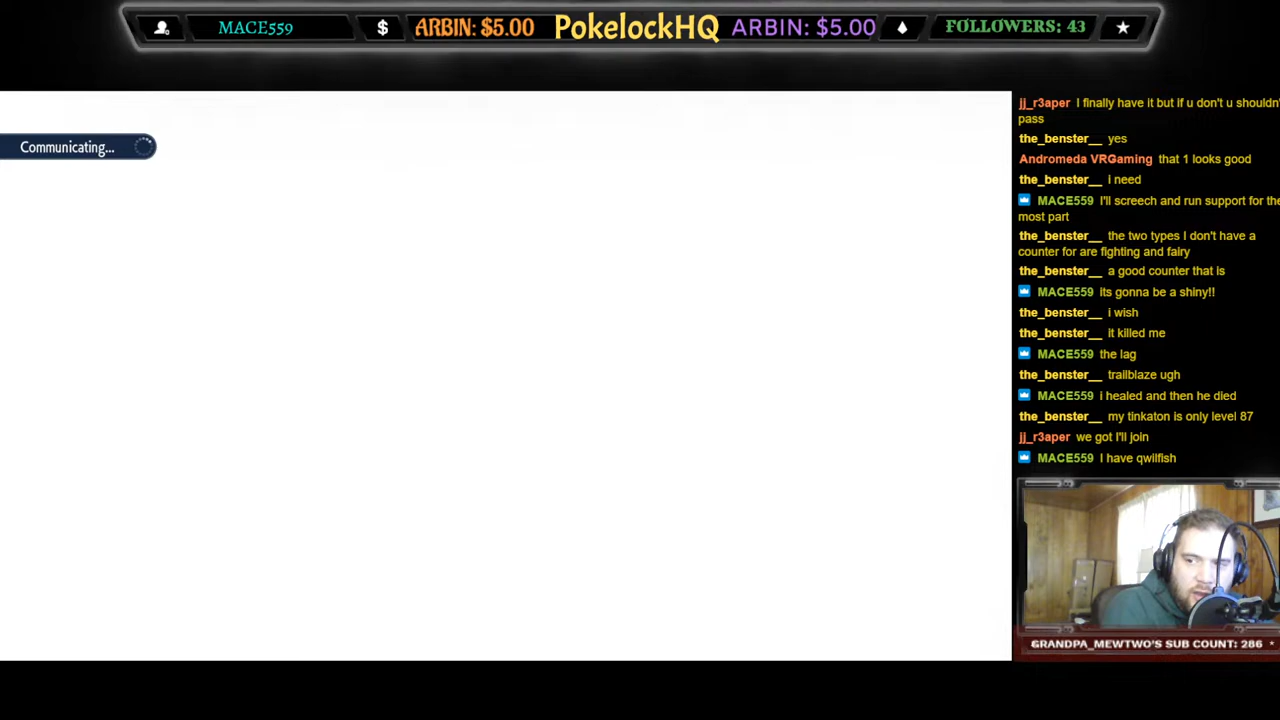 MACE559 $ ARBIN: $5.00 PokelockHQ ARBIN: $5.00 FOLLOWERS: 43
Communicating...
jj_r3aper I finally have it but if u don't u shouldn'
pass
the_benster__ yes
Andromeda VRGaming that 1 looks good
the_benster__ i need
MACE559 I'll screech and run support for the
most part
the_benster__ the two types I don't have a
counter for are fighting and fairy
the_benster__ a good counter that is
MACE559 its gonna be a shiny!!
the_benster__ i wish
the_benster__ it killed me
MACE559 the lag
the_benster__ trailblaze ugh
MACE559 i healed and then he died
the_benster__ my tinkaton is only level 87
jj_r3aper we got I'll join
MACE559 I have qwilfish
GRANDPA_MEWTWO'S SUB COUNT: 286